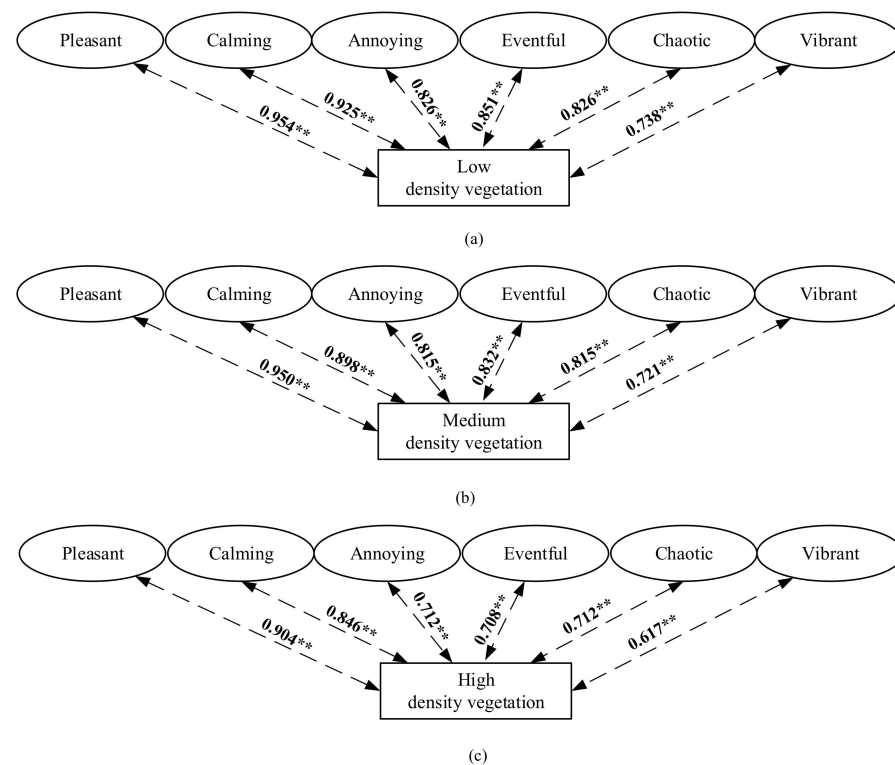 Pleasant Calming Annoying Eventful Chaotic Vibrant
0.954** 0.925** 0.826** 0.851** 0.826** 0.738**
Low
density vegetation
(a)
Pleasant Calming Annoying Eventful Chaotic Vibrant
0.950** 0.898** 0.815** 0.832** 0.815** 0.721**
Medium
density vegetation
(b)
Pleasant Calming Annoying Eventful Chaotic Vibrant
0.904** 0.846** 0.712** 0.708** 0.712** 0.617**
High
density vegetation
(c)